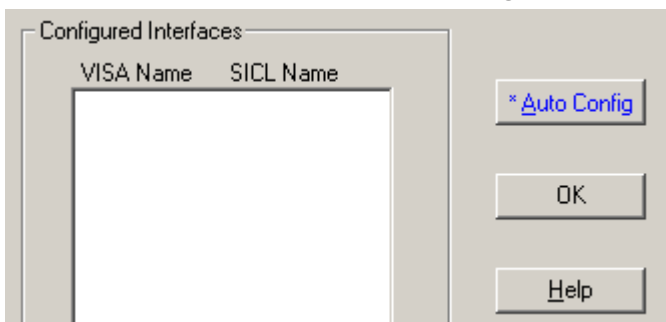 Configured Interfaces
VISA Name SICL Name
* Auto Config
OK
Help